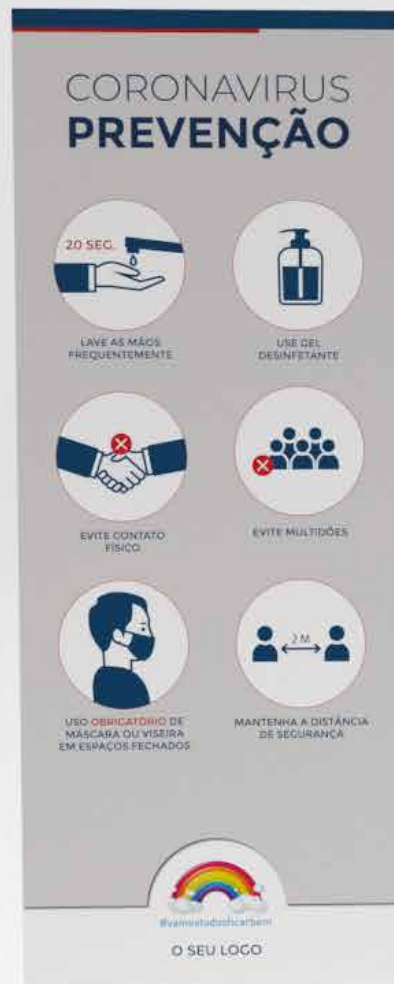 CORONAVIRUS
PREVENÇÃO
20 SEG.
LAVE AS MÃOS
FREQUENTEMENTE
USE GEL
DESINFETANTE
EVITE CONTATO
FÍSICO
EVITE MULTIDÕES
USO OBRIGATÓRIO DE
MÁSCARA OU VISEIRA
EM ESPAÇOS FECHADOS
2 M
MANTENHA A DISTÂNCIA
DE SEGURANÇA
#vamostodosficarbem
O SEU LOGO